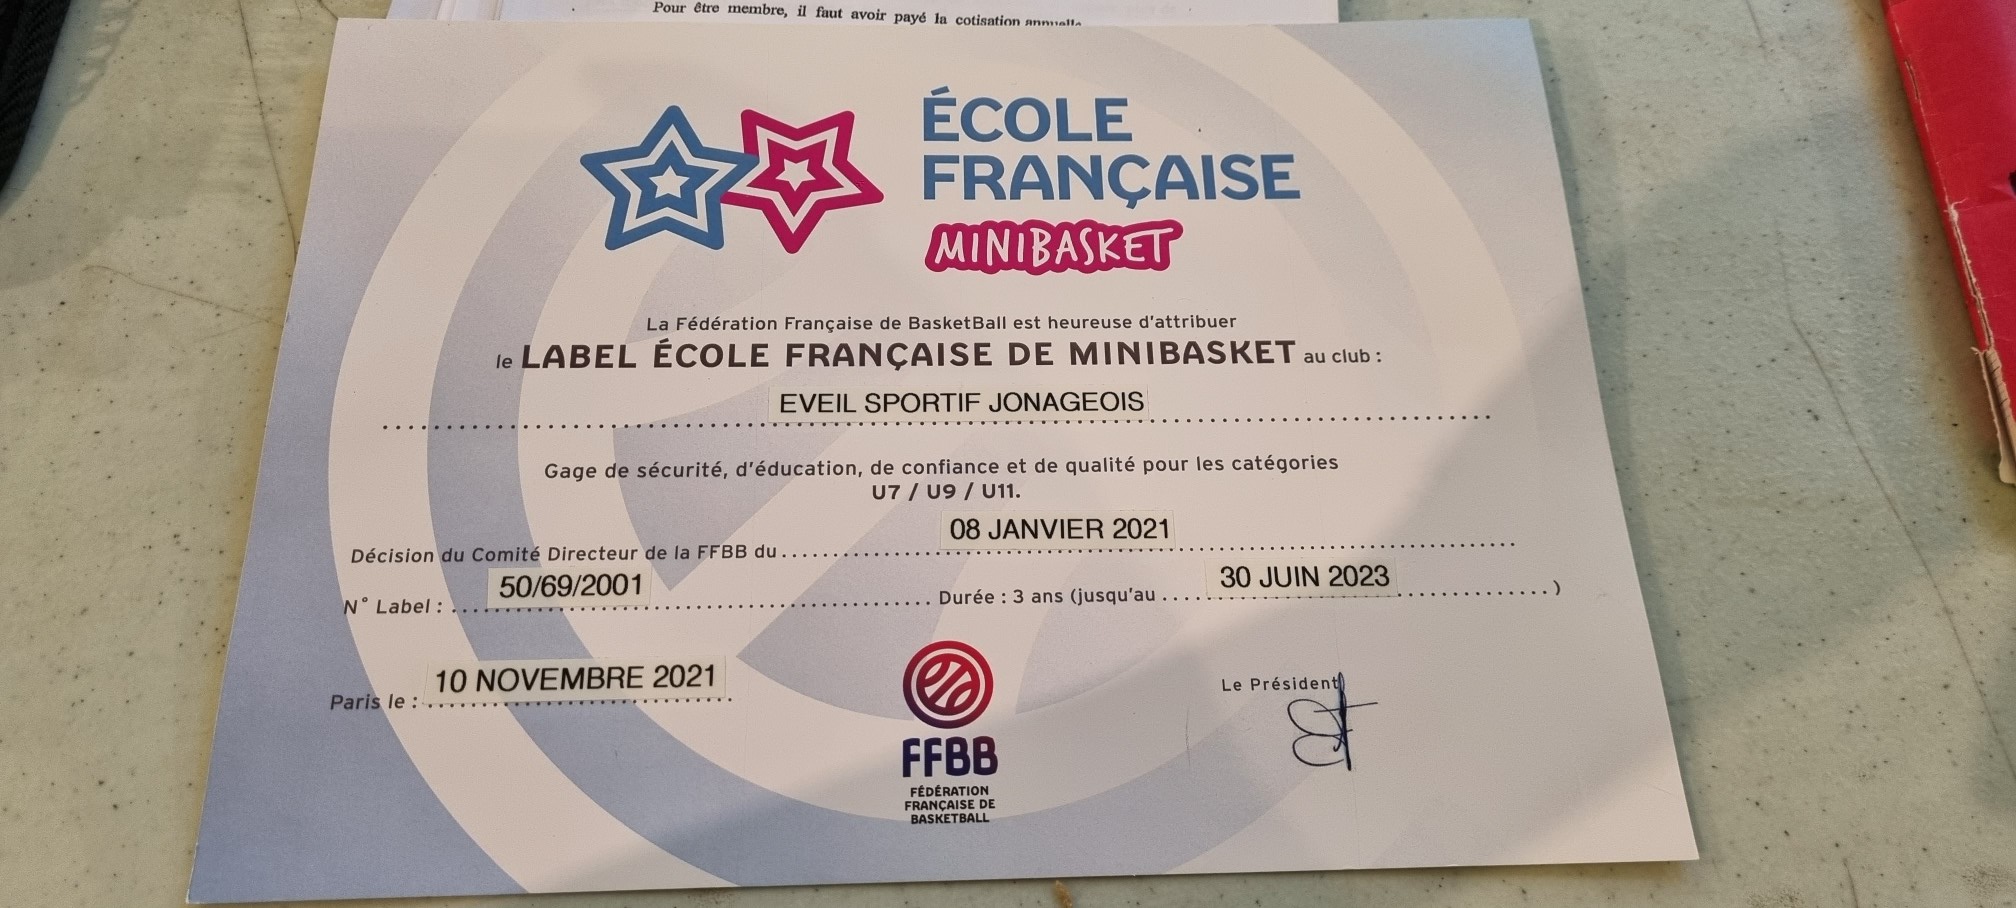 Pour être membre, il faut avoir payé la cotisation annuelle
ÉCOLE
FRANÇAISE
MINIBASKET
La Fédération Française de BasketBall est heureuse d'attribuer
le LABEL ÉCOLE FRANÇAISE DE MINIBASKET au club :
EVEIL SPORTIF JONAGEOIS
Gage de sécurité, d'éducation, de confiance et de qualité pour les catégories
U7 / U9 / U11.
Décision du Comité Directeur de la FFBB du 08 JANVIER 2021
N° Label : 50/69/2001 Durée : 3 ans (jusqu'au 30 JUIN 2023 )
Paris le : 10 NOVEMBRE 2021
Le Président
FFBB
FÉDÉRATION
FRANÇAISE DE
BASKETBALL